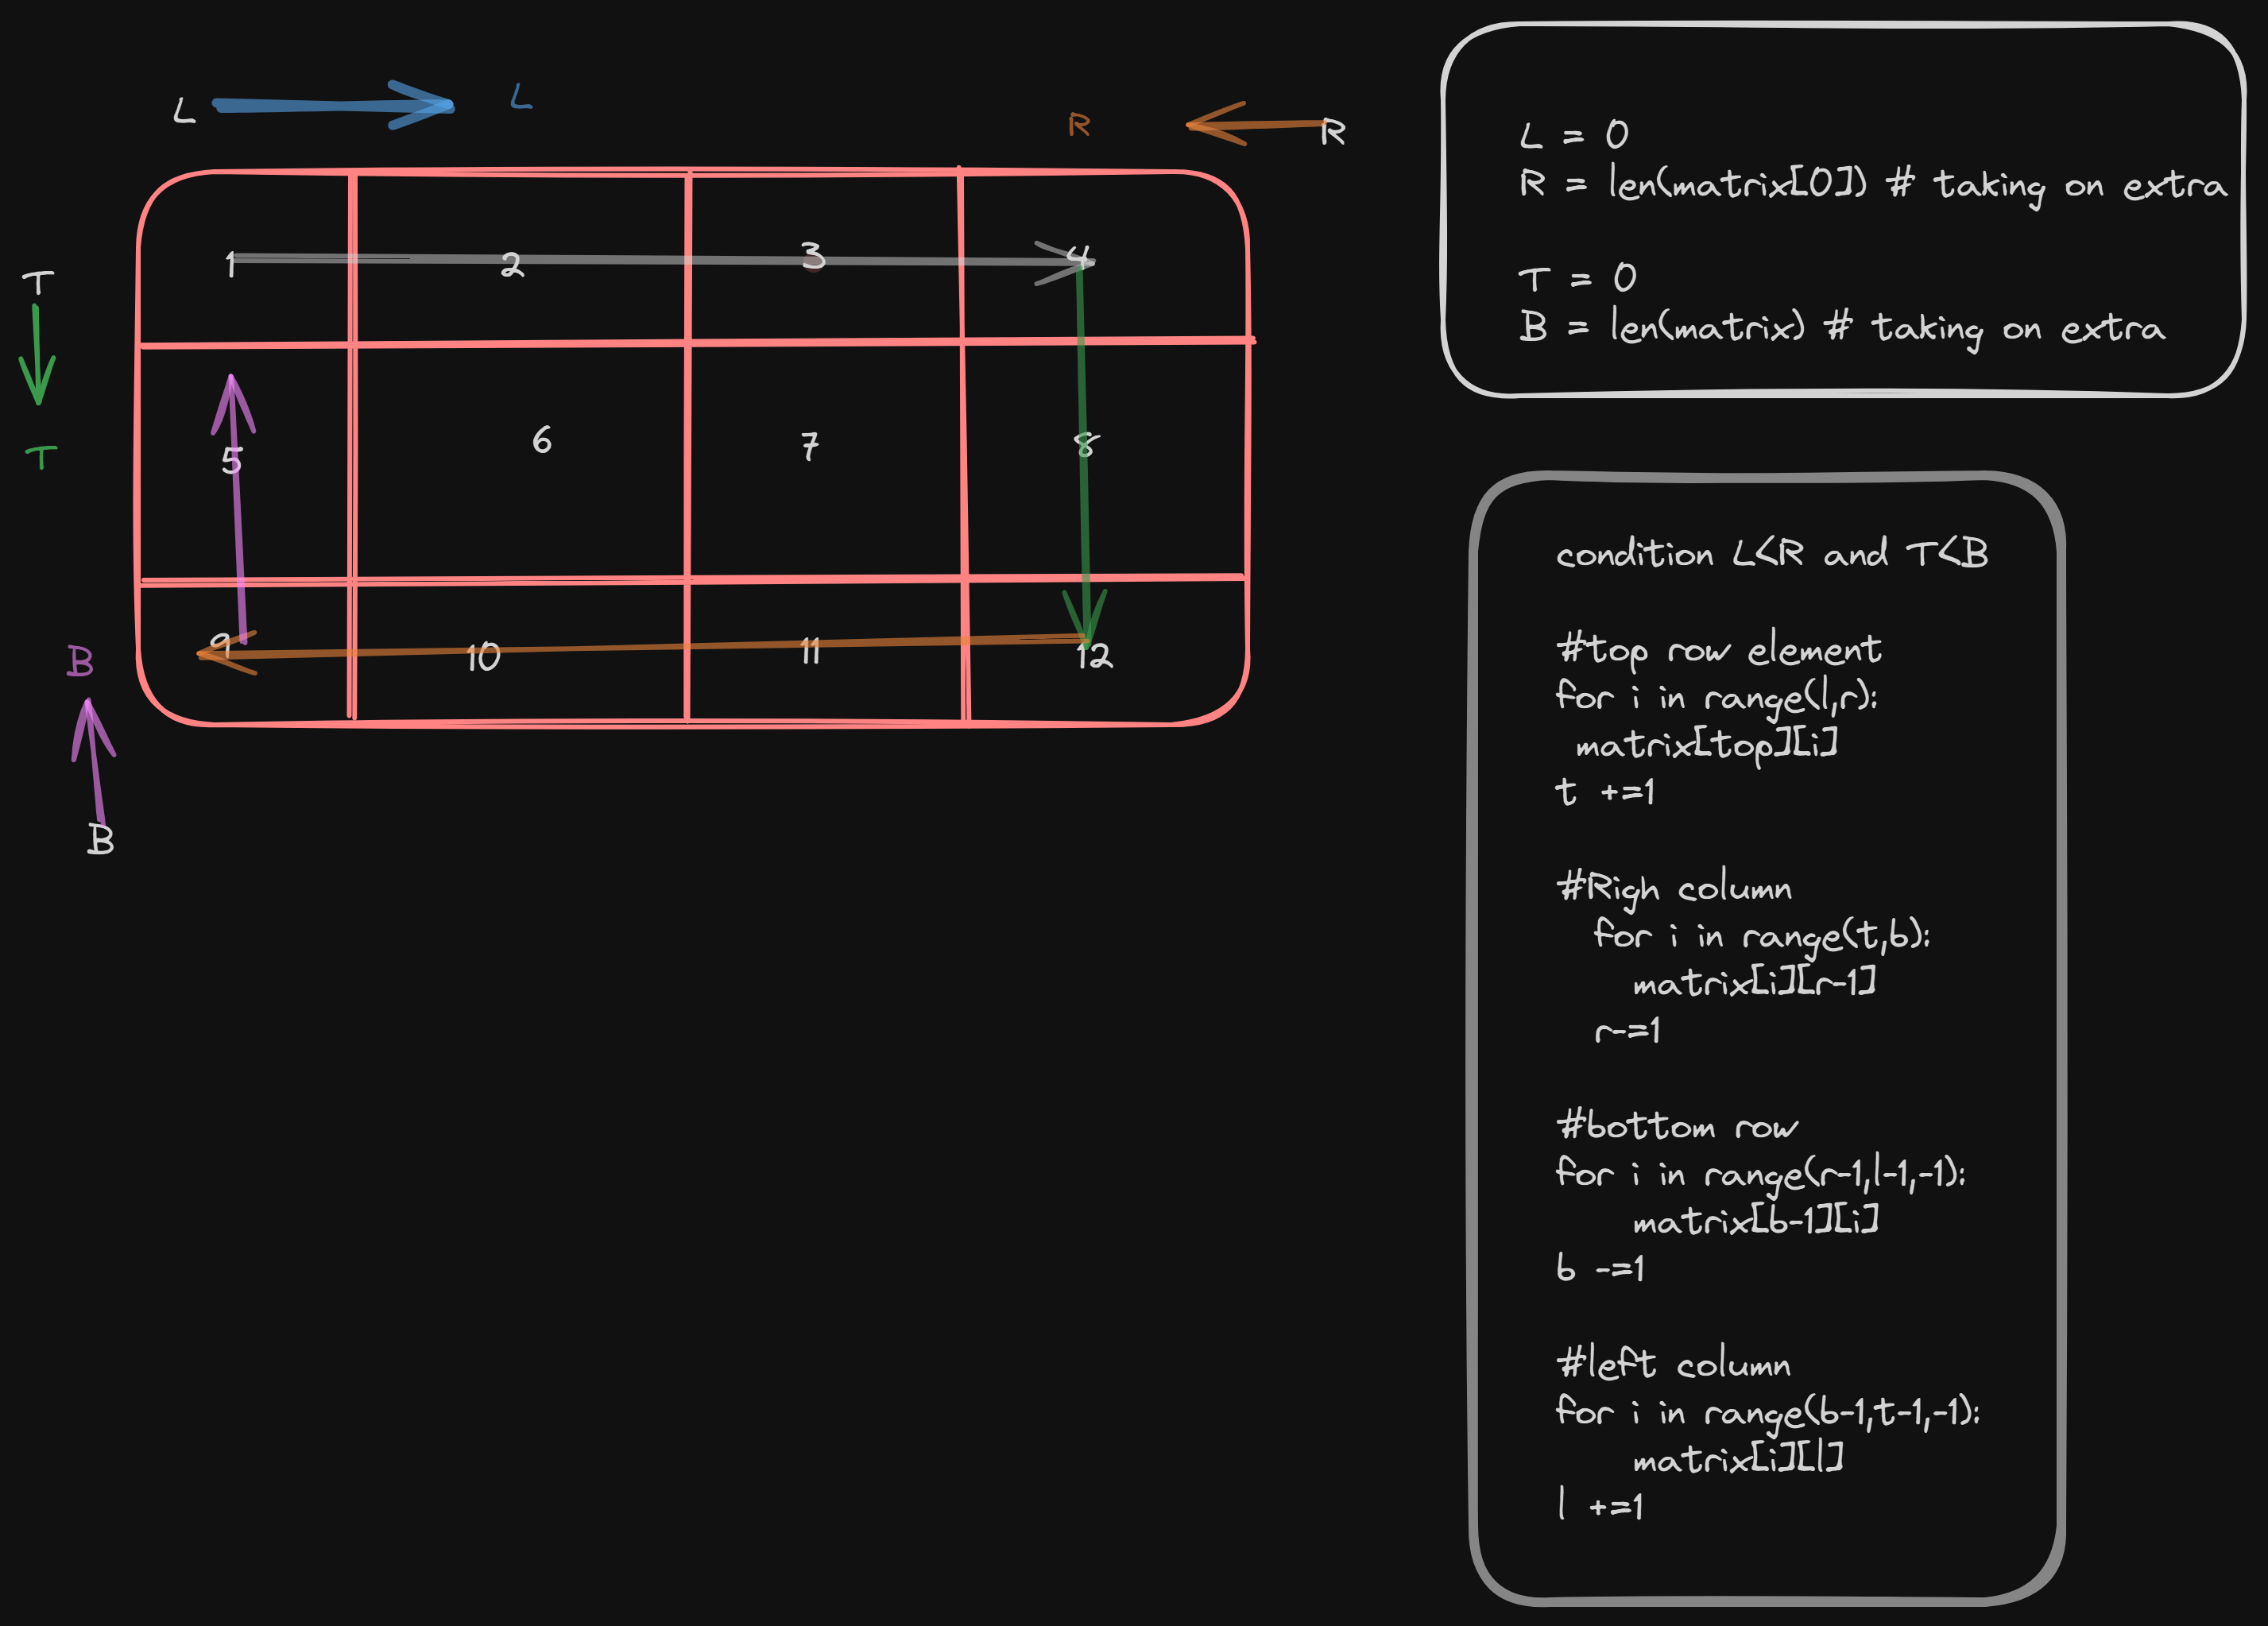 L L R R
T
1 2 3 4
T
5 6 7 8
B
9 10 11 12
B
L = 0
R = len(matrix[0]) # taking on extra
T = 0
B = len(matrix) # taking on extra
condition L<R and T<B
#top row element
for i in range(l,r):
matrix[top][i]
t +=1
#Righ column
for i in range(t,b):
matrix[i][r-1]
r-=1
#bottom row
for i in range(r-1,l-1,-1):
matrix[b-1][i]
b -=1
#left column
for i in range(b-1,t-1,-1):
matrix[i][l]
l +=1